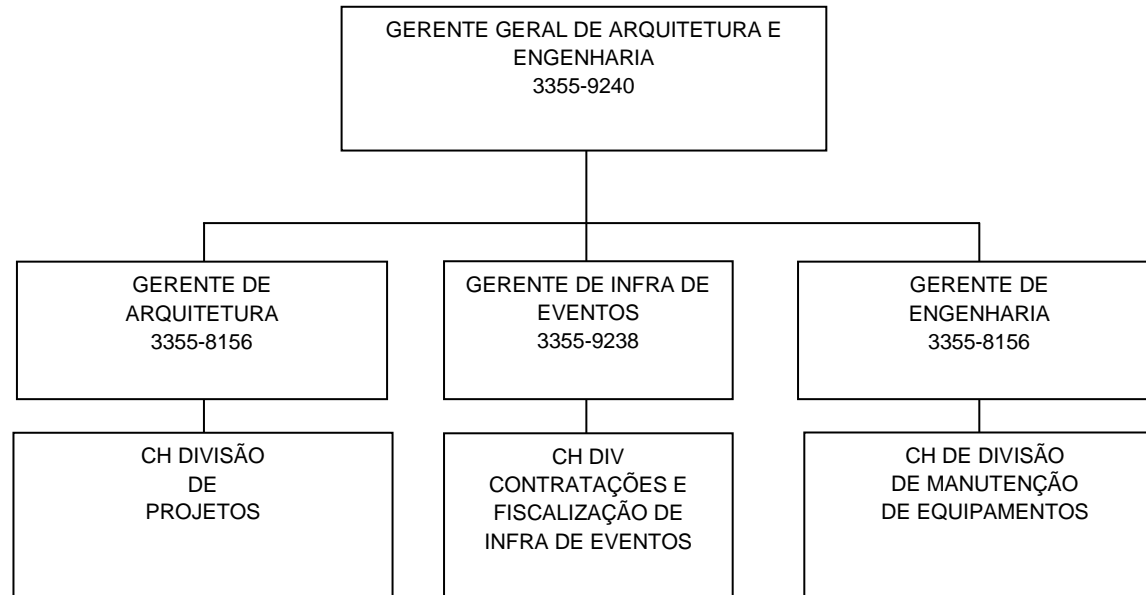 GERENTE GERAL DE ARQUITETURA E
ENGENHARIA
3355-9240
GERENTE DE
ARQUITETURA
3355-8156
GERENTE DE INFRA DE
EVENTOS
3355-9238
GERENTE DE
ENGENHARIA
3355-8156
CH DIVISÃO
DE
PROJETOS
CH DIV
CONTRATAÇÕES E
FISCALIZAÇÃO DE
INFRA DE EVENTOS
CH DE DIVISÃO
DE MANUTENÇÃO
DE EQUIPAMENTOS